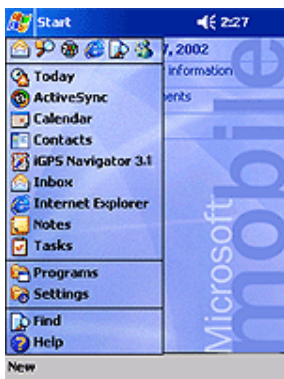 Start 2:27
7, 2002
Today
information
ActiveSync
ents
Calendar
Contacts
iGPS Navigator 3.1
Inbox
Internet Explorer
Notes
Tasks
Programs
Settings
Find
Help
New
Microsoft
mobile